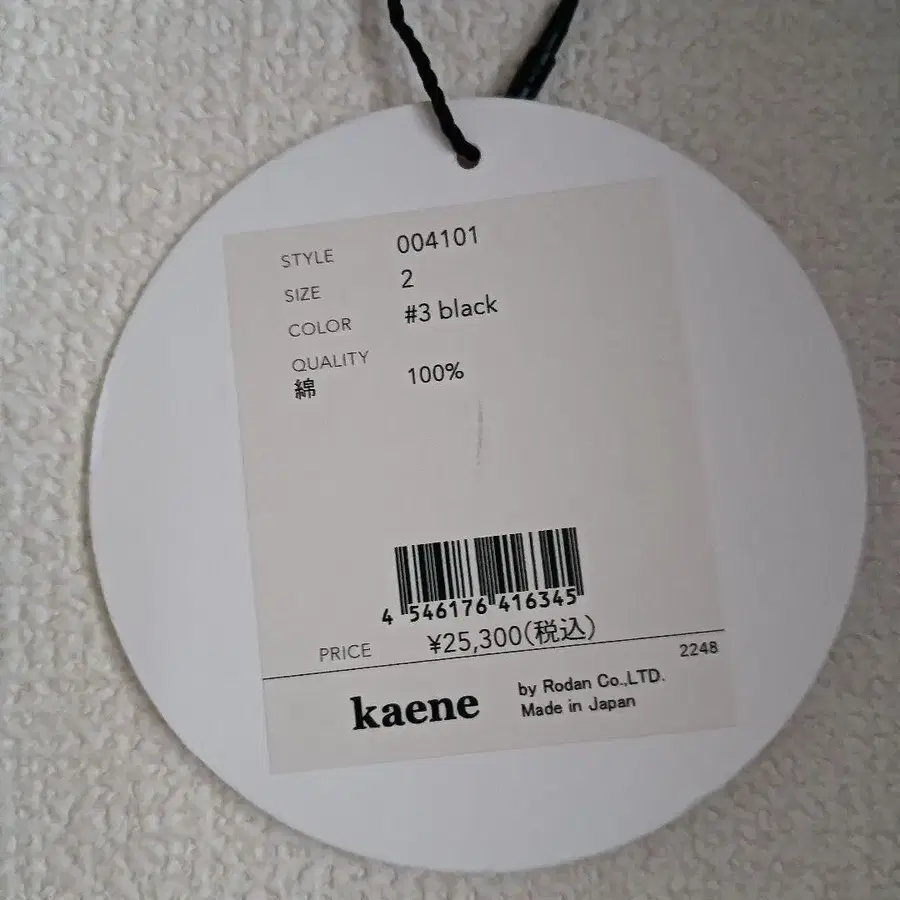 STYLE 004101
SIZE 2
COLOR #3 black
QUALITY
綿 100%
4 546176 416345
PRICE ¥25,300(税込)
2248
kaene by Rodan Co.,LTD.
Made in Japan